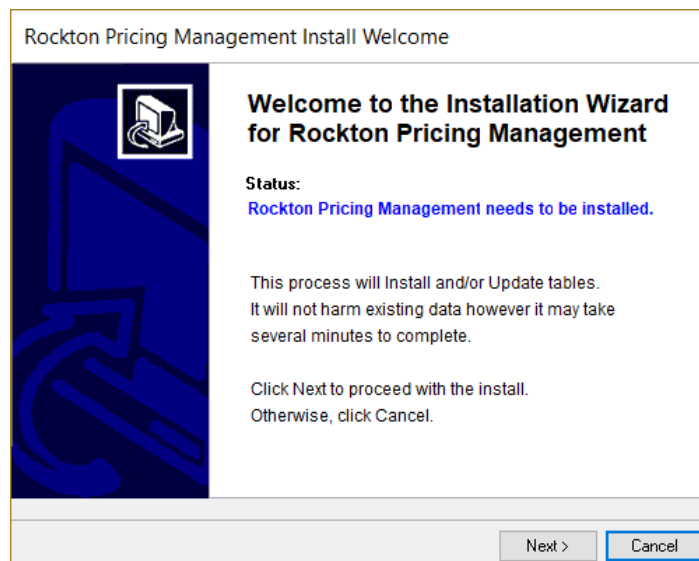 Rockton Pricing Management Install Welcome
Welcome to the Installation Wizard
for Rockton Pricing Management
Status:
Rockton Pricing Management needs to be installed.
This process will Install and/or Update tables.
It will not harm existing data however it may take
several minutes to complete.
Click Next to proceed with the install.
Otherwise, click Cancel.
Next >
Cancel